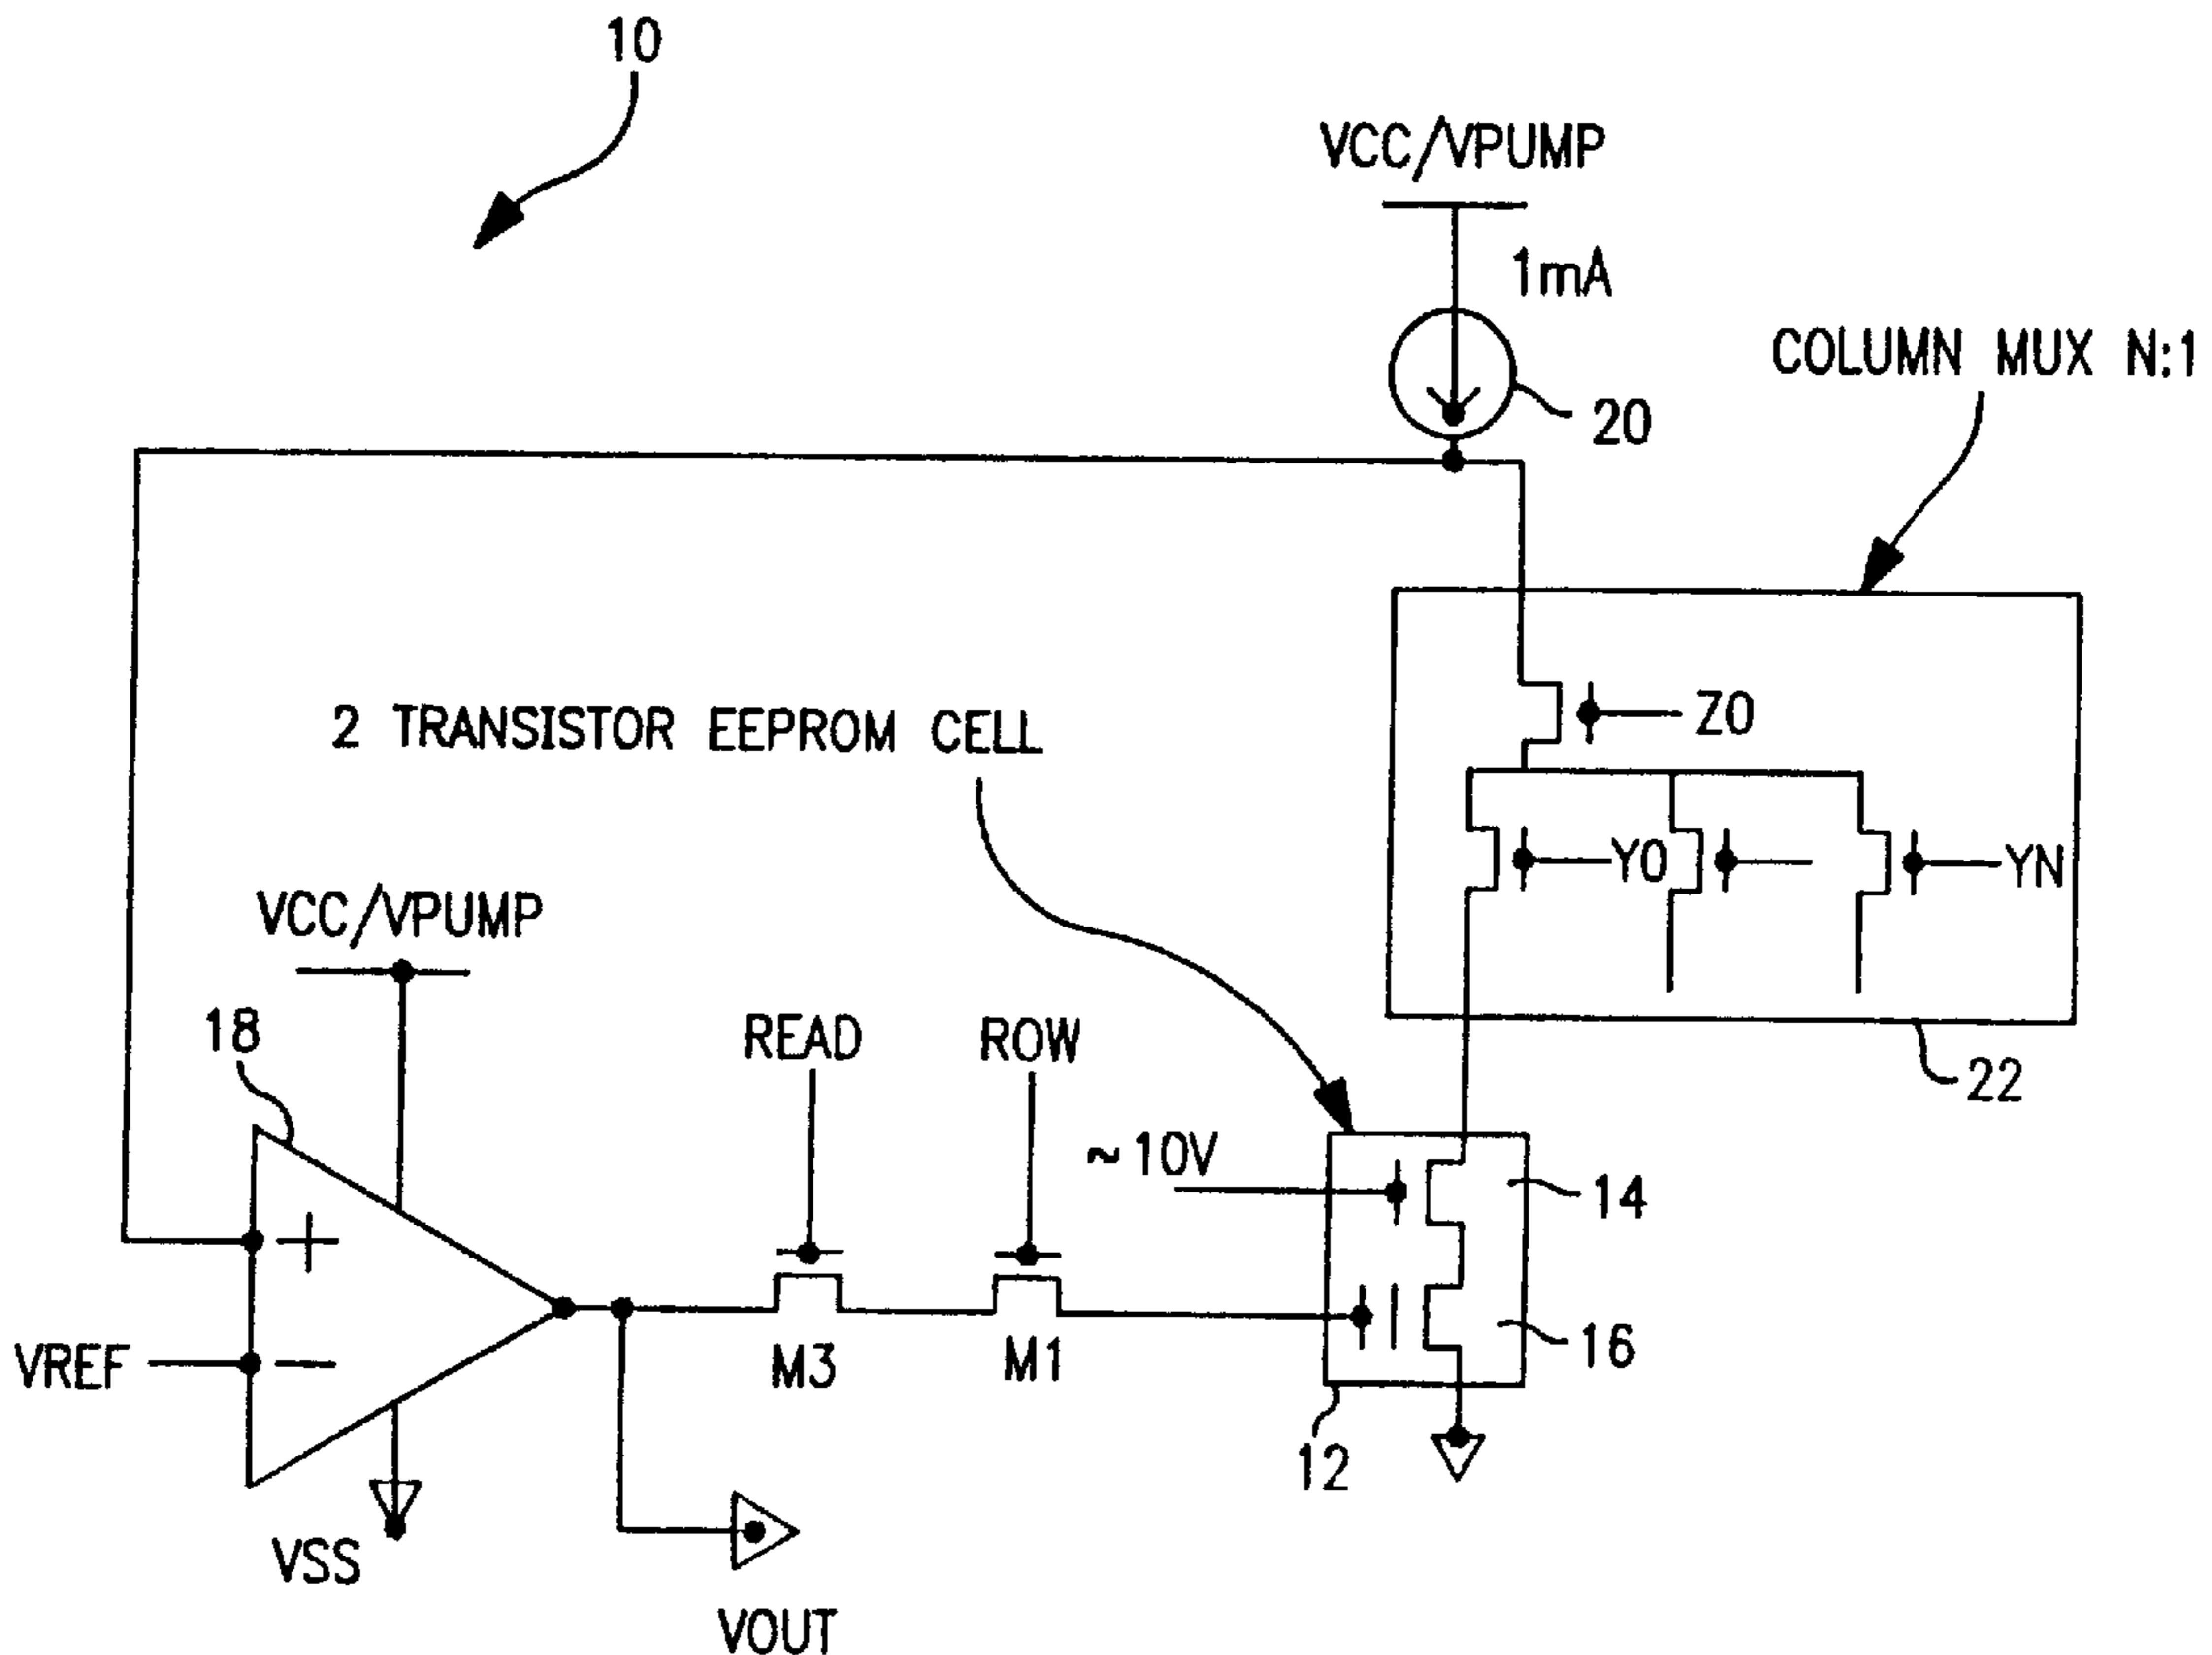 10
VCC/VPUMP
1mA
COLUMN MUX N:1
20
2 TRANSISTOR EEPROM CELL
Z0
Y0
YN
VCC/VPUMP
18
READ
ROW
22
≈10V
14
+
VREF
−
M3
M1
16
12
VSS
VOUT